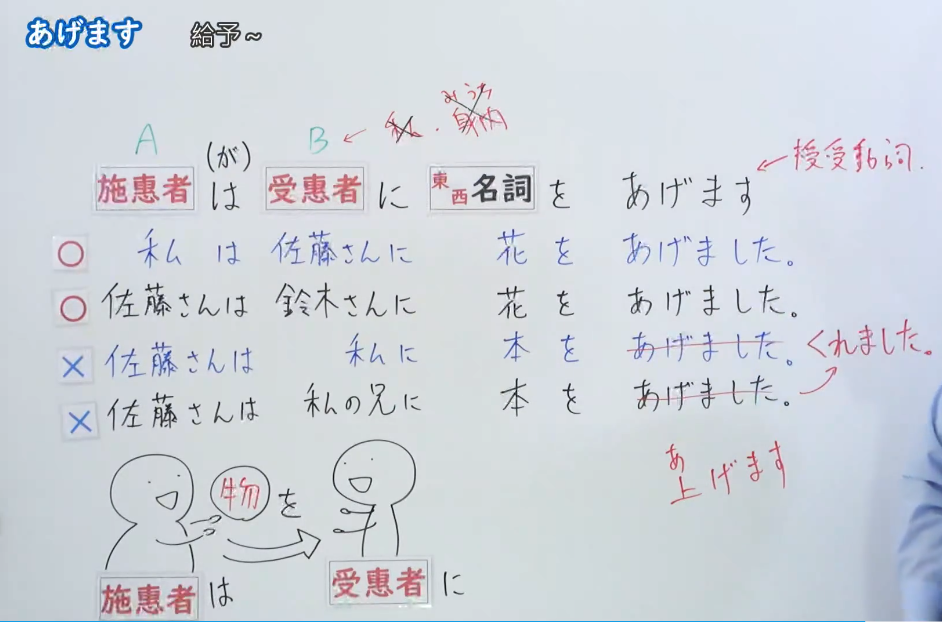 あげます 給予~
みうち
A B 私・身内
(が)
施恵者は 受恵者に 東西名詞を あげます 授受動詞.
○ 私は 佐藤さんに 花を あげました。
○ 佐藤さんは 鈴木さんに 花を あげました。
× 佐藤さんは 私に 本を あげました。 くれました。
× 佐藤さんは 私の兄に 本を あげました。
あ
上げます
物を
施恵者は 受恵者に